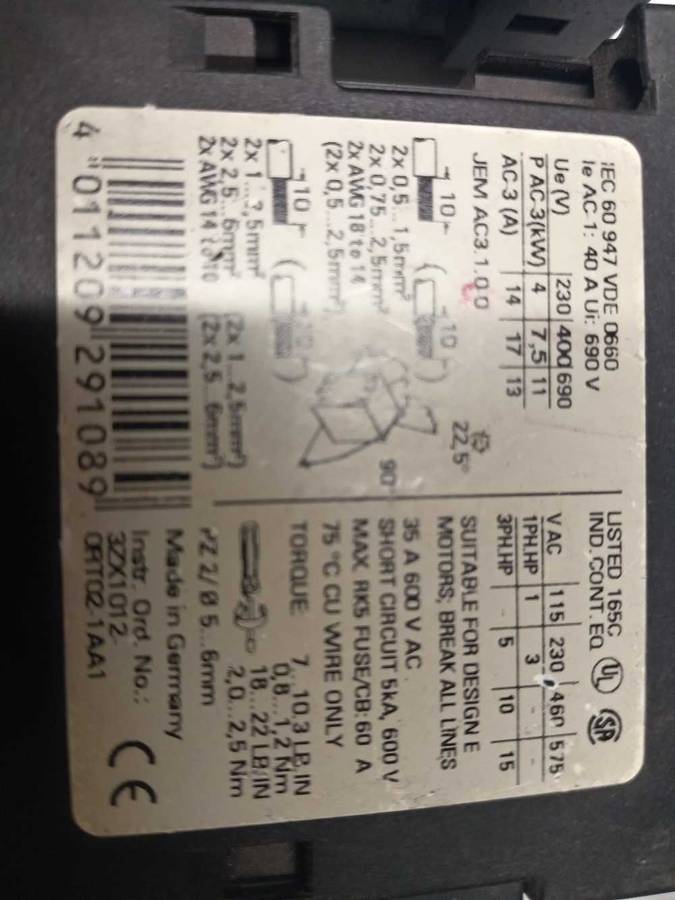 IEC 60 947 VDE 0660
Ie AC-1: 40 A Ui: 690 V
Ue (V) 230 400 690
P AC-3(kW) 4 7,5 11
AC-3 (A) 14 17 13
JEM AC3.1.0.0
22,5°
10
10
2x 0,5...1,5mm²
2x 0,75...2,5mm²
2x AWG 18 to 14
(2x 0,5...2,5mm²)
90°
10
10
2x 1...2,5mm² (2x 1...2,5mm²)
2x 2,5...6mm² (2x 2,5...6mm²)
2x AWG 14 to 10
4 011209 291089
LISTED 165C
IND. CONT. EQ.
UL
SA
V AC 115 230 460 575
1PH.HP 1 3 - -
3PH.HP - 5 10 15
SUITABLE FOR DESIGN E
MOTORS; BREAK ALL LINES
35 A 600 V AC
SHORT CIRCUIT 5kA, 600 V
MAX. RK5 FUSE/CB: 60 A
75 °C CU WIRE ONLY
TORQUE: 7...10,3 LB.IN
0,8...1,2 Nm
18...22 LB.IN
2,0...2,5 Nm
PZ 2/ Ø 5...6mm
Made in Germany
Instr. Ord. No.:
3ZX1012-
0RT02-1AA1
CE